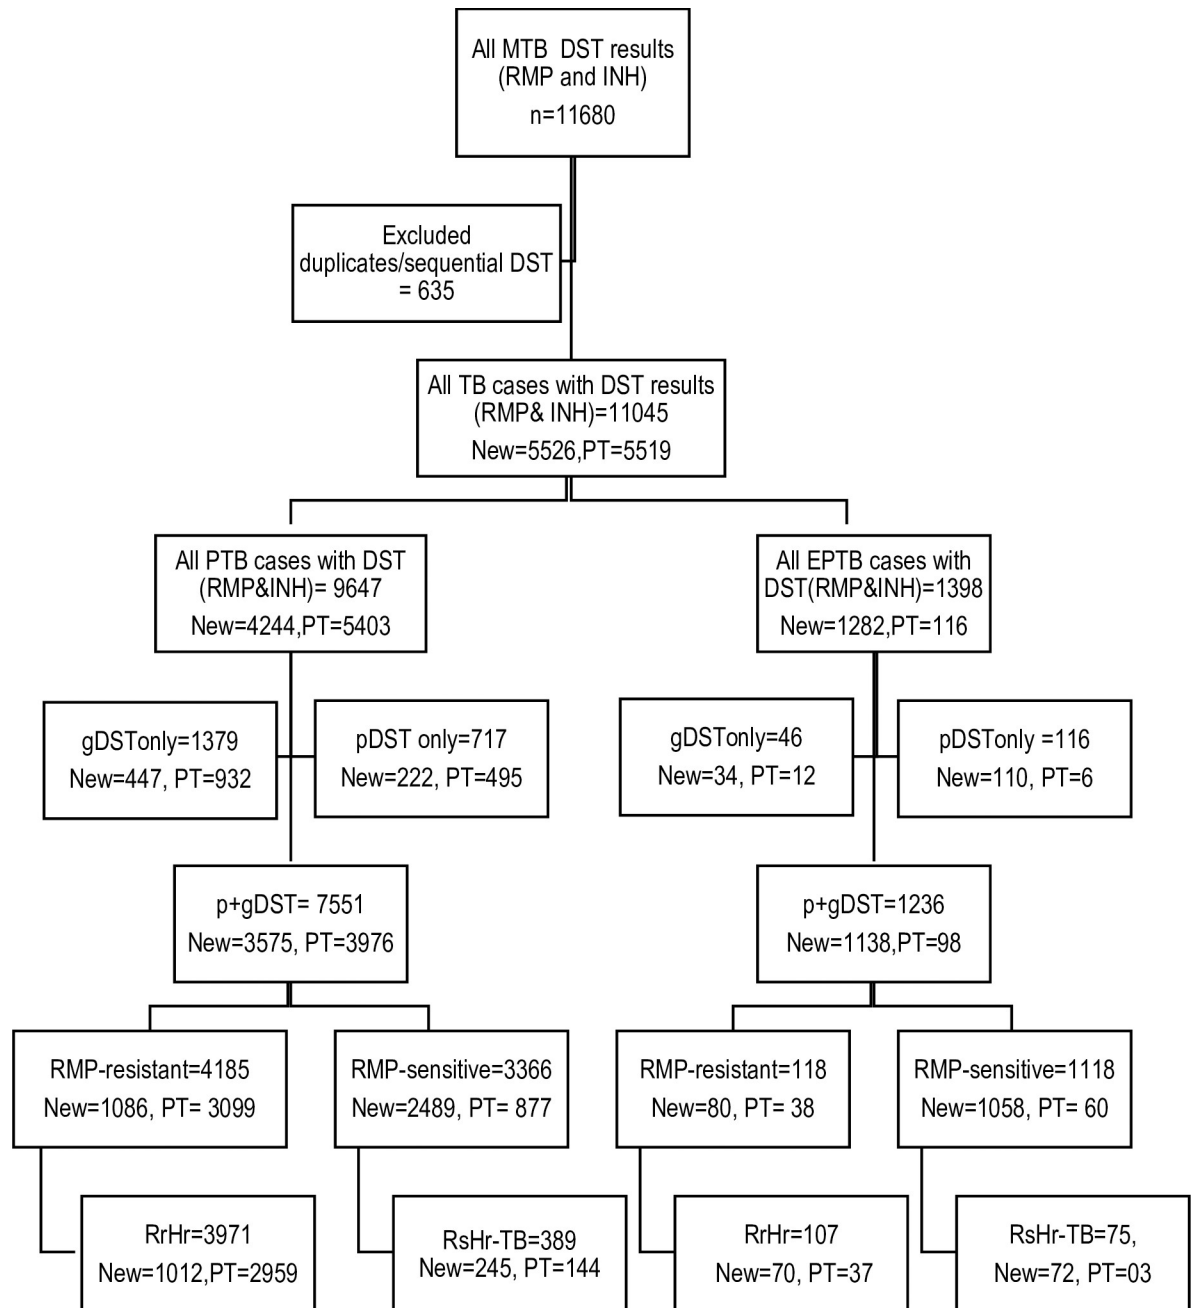 All MTB  DST results
(RMP and INH)
n=11680
Excluded
duplicates/sequential DST
= 635
All TB cases with DST results
(RMP& INH)=11045
New=5526,PT=5519
All PTB cases with DST
(RMP&INH)= 9647
New=4244,PT=5403
All EPTB cases with
DST(RMP&INH)=1398
New=1282,PT=116
gDSTonly=1379
New=447, PT=932
pDST only=717
New=222, PT=495
gDSTonly=46
New=34, PT=12
pDSTonly =116
New=110, PT=6
p+gDST= 7551
New=3575, PT=3976
p+gDST=1236
New=1138,PT=98
RMP-resistant=4185
New=1086, PT= 3099
RMP-sensitive=3366
New=2489, PT= 877
RMP-resistant=118
New=80, PT= 38
RMP-sensitive=1118
New=1058, PT= 60
RrHr=3971
New=1012,PT=2959
RsHr-TB=389
New=245, PT=144
RrHr=107
New=70, PT=37
RsHr-TB=75,
New=72, PT=03